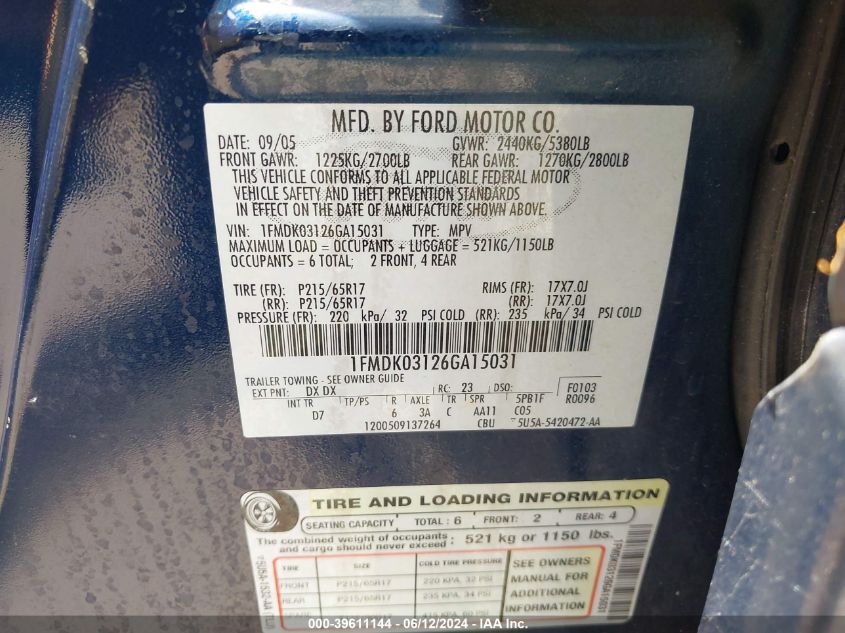 MFD. BY FORD MOTOR CO.
DATE: 09/05 GVWR: 2440KG/5380LB
FRONT GAWR: 1225KG/2700LB REAR GAWR: 1270KG/2800LB
THIS VEHICLE CONFORMS TO ALL APPLICABLE FEDERAL MOTOR
VEHICLE SAFETY AND THEFT PREVENTION STANDARDS
IN EFFECT ON THE DATE OF MANUFACTURE SHOWN ABOVE.
VIN: 1FMDK03126GA15031 TYPE: MPV
MAXIMUM LOAD = OCCUPANTS + LUGGAGE = 521KG/1150LB
OCCUPANTS = 6 TOTAL; 2 FRONT, 4 REAR
TIRE (FR): P215/65R17 RIMS (FR): 17X7.0J
(RR): P215/65R17 (RR): 17X7.0J
PRESSURE (FR): 220 kPa/ 32 PSI COLD (RR): 235 kPa/ 34 PSI COLD
1FMDK03126GA15031
TRAILER TOWING - SEE OWNER GUIDE
EXT PNT: DX DX RC: 23 DSO: F0103
INT TR TP/PS R AXLE TR SPR 5PB1F R0096
D7 6 3A C AA11 C05
1200509137264 CBU 5U5A-5420472-AA
TIRE AND LOADING INFORMATION
SEATING CAPACITY TOTAL: 6 FRONT: 2 REAR: 4
The combined weight of occupants
and cargo should never exceed : 521 kg or 1150 lbs.
TIRE SIZE COLD TIRE PRESSURE SEE OWNERS
FRONT P215/65R17 220 KPA, 32 PSI MANUAL FOR
REAR P215/65R17 235 KPA, 34 PSI ADDITIONAL
INFORMATION
1FMDK03126GA15031
000-39611144 - 06/12/2024 - IAA Inc.